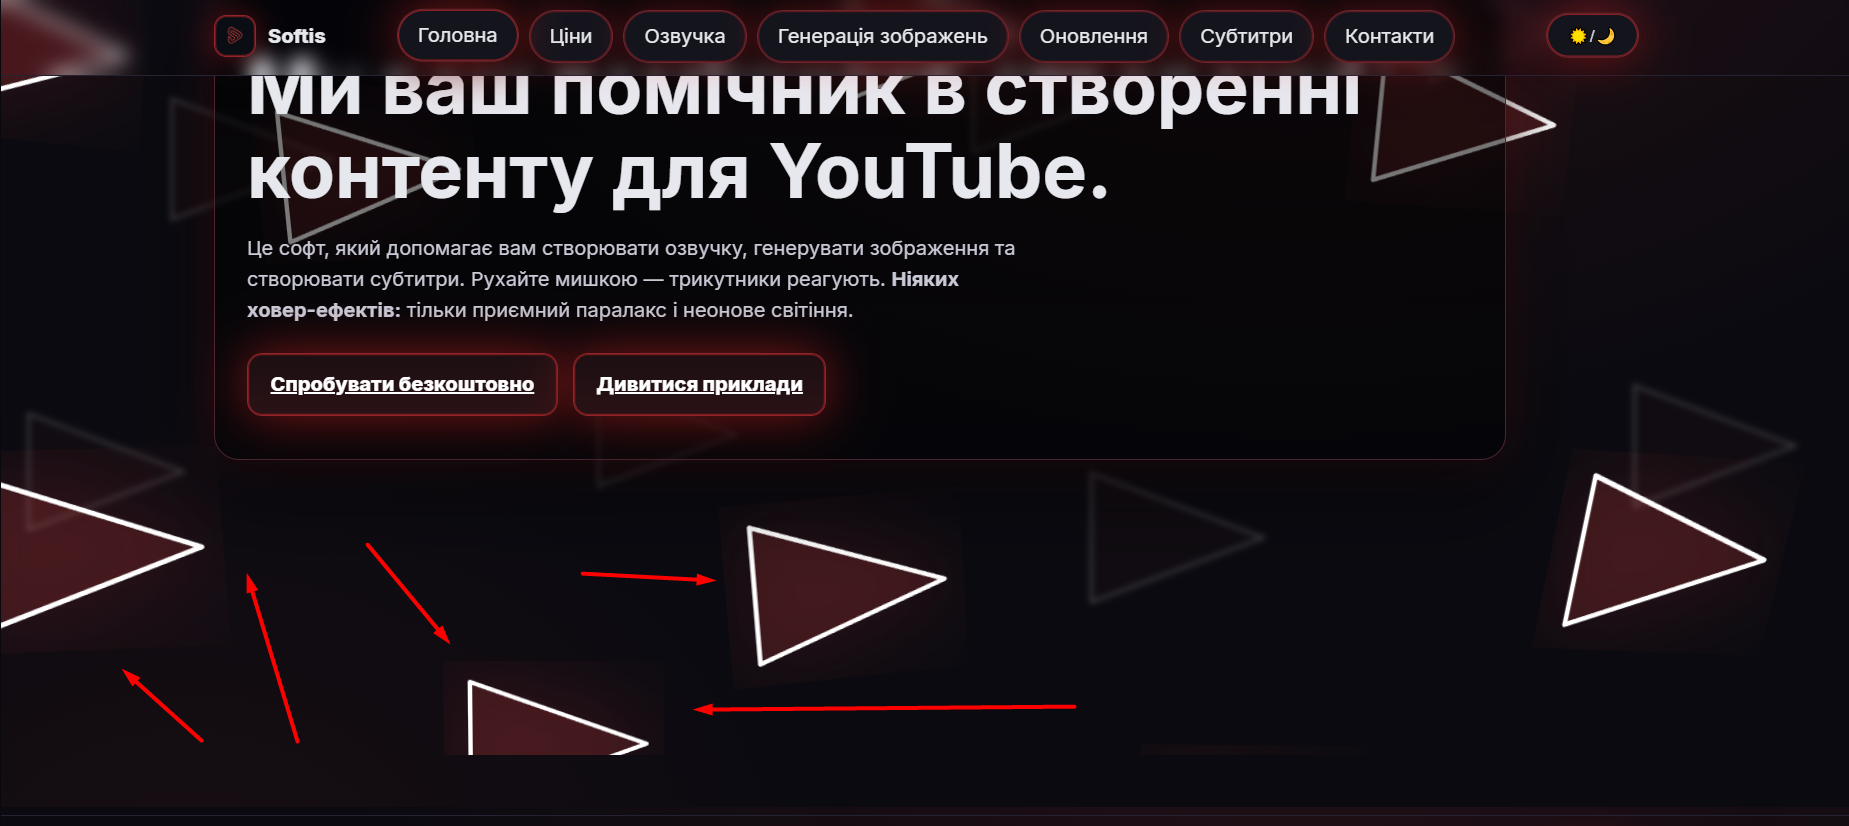 Softis
Головна
Ціни
Озвучка
Генерація зображень
Оновлення
Субтитри
Контакти
/
Ми ваш помічник в створенні
контенту для YouTube.
Це софт, який допомагає вам створювати озвучку, генерувати зображення та
створювати субтитри. Рухайте мишкою — трикутники реагують. Ніяких
ховер-ефектів: тільки приємний паралакс і неонове світіння.
Спробувати безкоштовно
Дивитися приклади